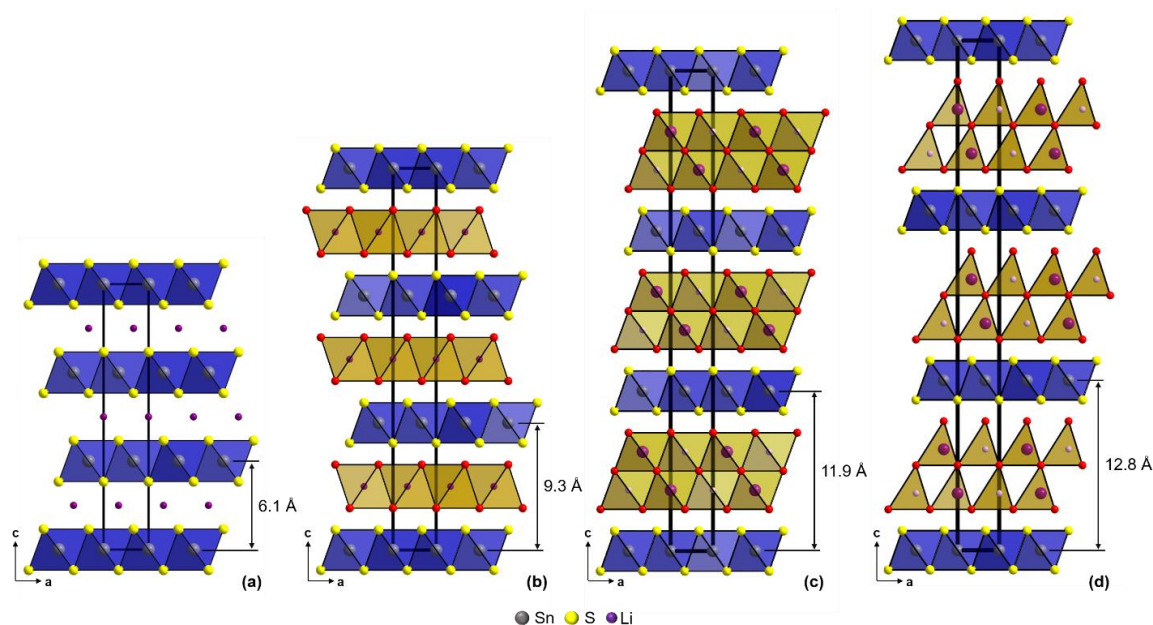 6.1 Å
c
a
(a)
9.3 Å
c
a
(b)
11.9 Å
c
a
(c)
12.8 Å
c
a
(d)
Sn S Li